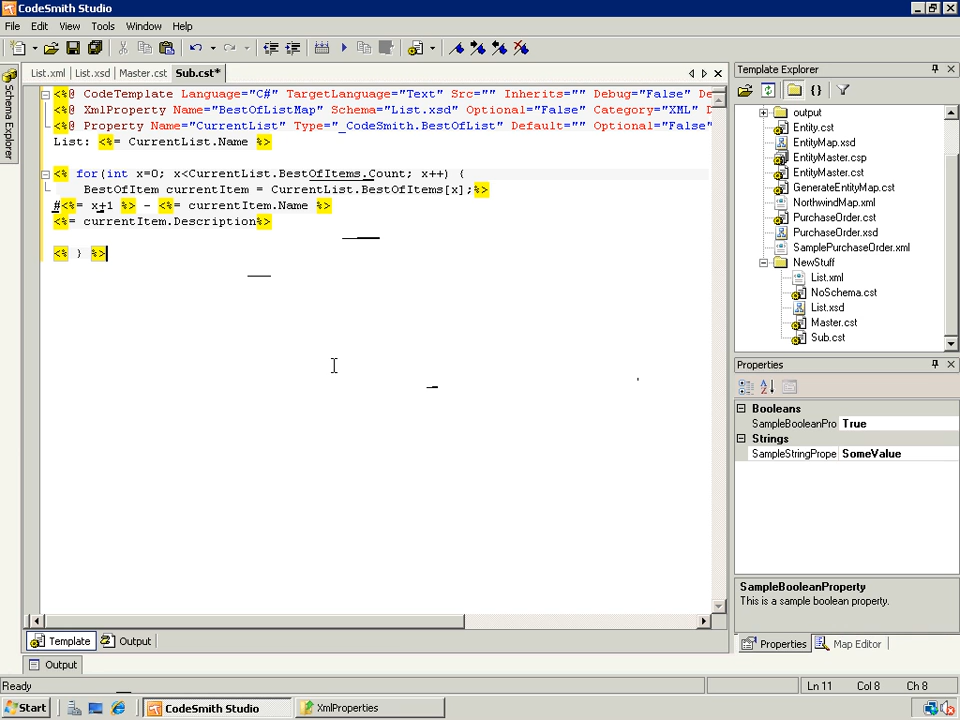 CodeSmith Studio
File Edit View Tools Window Help
List.xml List.xsd Master.cst Sub.cst*
Schema Explorer
<%@ CodeTemplate Language="C#" TargetLanguage="Text" Src="" Inherits="" Debug="False" De
<%@ XmlProperty Name="BestOfListMap" Schema="List.xsd" Optional="False" Category="XML" D
<%@ Property Name="CurrentList" Type="_CodeSmith.BestOfList" Default="" Optional="False"
List: <%= CurrentList.Name %>
<% for(int x=0; x<CurrentList.BestOfItems.Count; x++) {
BestOfItem currentItem = CurrentList.BestOfItems[x];%>
#<%= x+1 %> - <%= currentItem.Name %>
<%= currentItem.Description%>
<% } %>
Template Output
Output
Template Explorer
output
Entity.cst
EntityMap.xsd
EntityMaster.csp
EntityMaster.cst
GenerateEntityMap.cst
NorthwindMap.xml
PurchaseOrder.cst
PurchaseOrder.xsd
SamplePurchaseOrder.xml
NewStuff
List.xml
NoSchema.cst
List.xsd
Master.cst
Sub.cst
Properties
Booleans
SampleBooleanPro True
Strings
SampleStringPrope SomeValue
SampleBooleanProperty
This is a sample boolean property.
Properties Map Editor
Ready Ln 11 Col 8 Ch 8
Start CodeSmith Studio XmlProperties